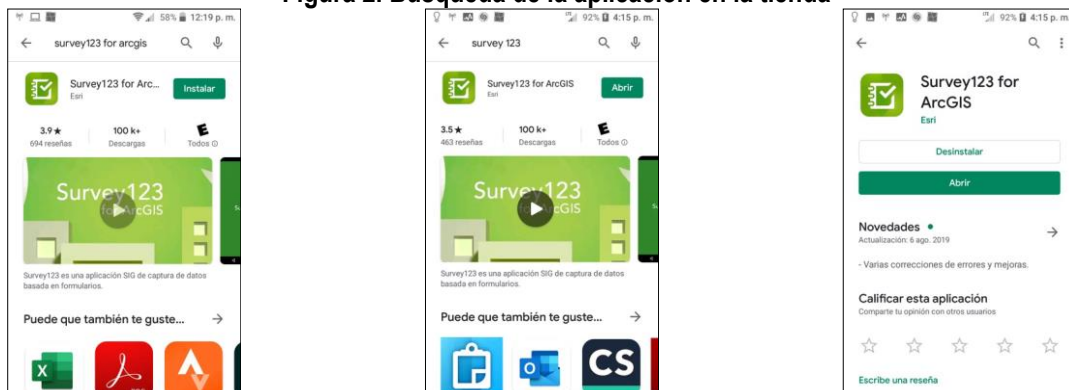 Figura 2. Búsqueda de la aplicación en la tienda
58% 12:19 p. m.
survey123 for arcgis
Survey123 for Arc...
Esri
Instalar
3.9★
694 reseñas
100 k+
Descargas
E
Todos
Survey123
for ArcGIS
Survey123 es una aplicación SIG de captura de datos
basada en formularios.
Puede que también te guste...
X
92% 4:15 p. m.
survey 123
Survey123 for ArcGIS
Esri
Abrir
3.5★
463 reseñas
100 k+
Descargas
E
Todos
Survey123
for ArcGIS
Survey123 es una aplicación SIG de captura de datos
basada en formularios.
Puede que también te guste...
CS
92% 4:15 p. m.
Survey123 for
ArcGIS
Esri
Desinstalar
Abrir
Novedades
Actualización: 6 ago. 2019
- Varias correcciones de errores y mejoras.
Calificar esta aplicación
Comparte tu opinión con otros usuarios
Escribe una reseña